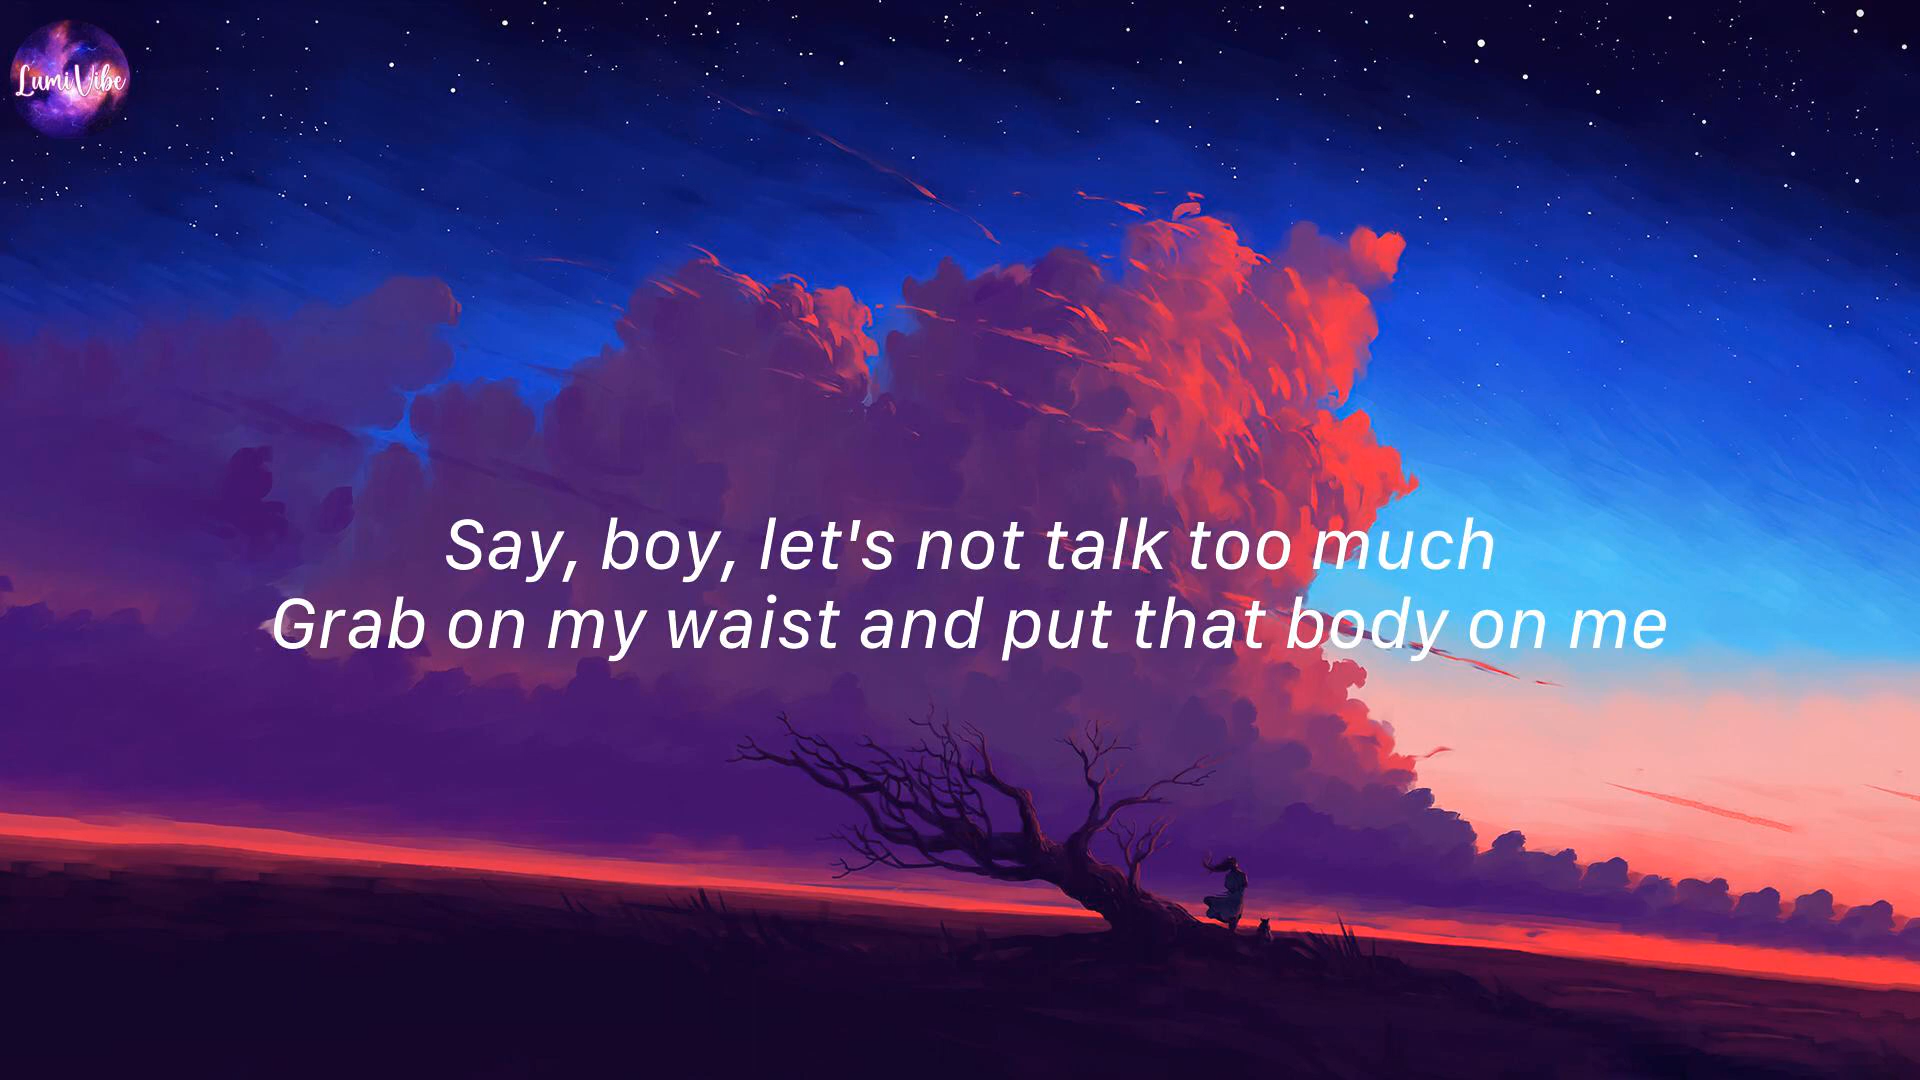 LumiVibe
Say, boy, let's not talk too much
Grab on my waist and put that body on me